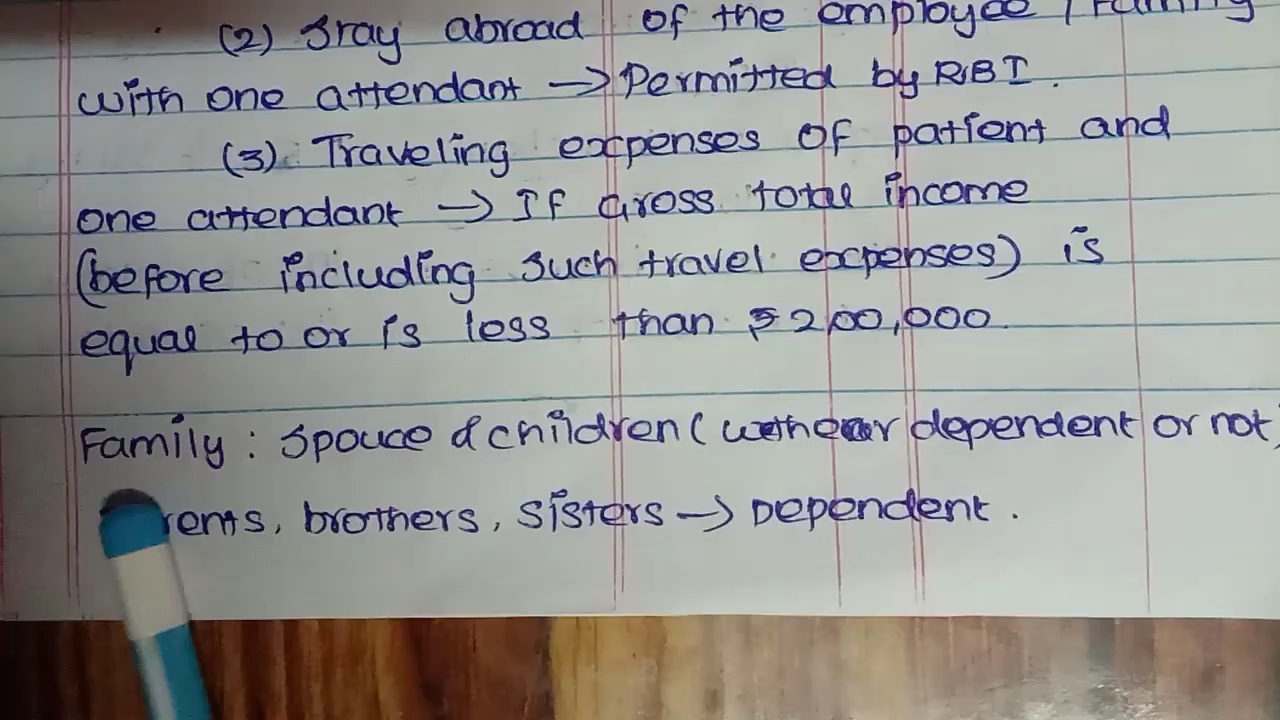 (2) Stay abroad of the employee / Family
with one attendant → Permitted by RBI.
(3) Traveling expenses of patient and
one attendant → If Gross total income
(before including such travel expenses) is
equal to or is less than ₹ 200,000.
Family : Spouce & children ( wether dependent or not)
rents, brothers, sisters → Dependent.